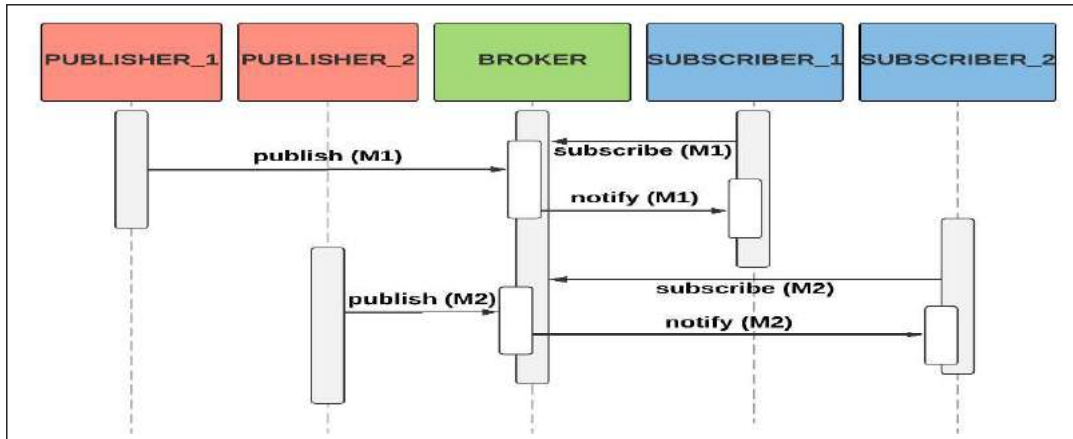 PUBLISHER_1
PUBLISHER_2
BROKER
SUBSCRIBER_1
SUBSCRIBER_2
subscribe (M1)
publish (M1)
notify (M1)
subscribe (M2)
publish (M2)
notify (M2)